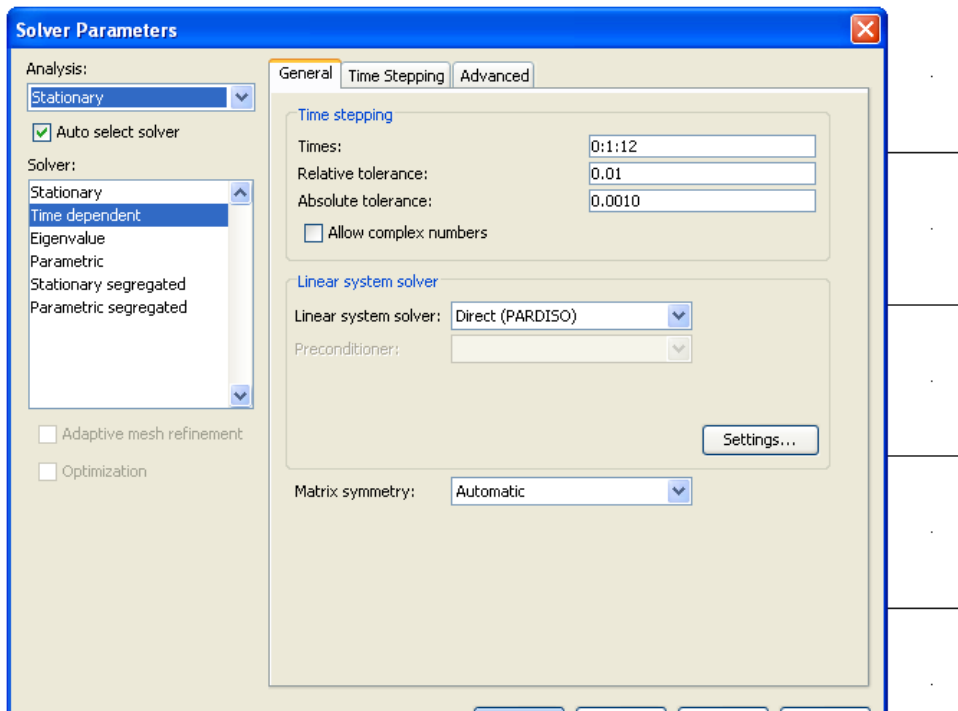 Solver Parameters
Analysis:
Stationary
Auto select solver
Solver:
Stationary
Time dependent
Eigenvalue
Parametric
Stationary segregated
Parametric segregated
Adaptive mesh refinement
Optimization
General Time Stepping Advanced
Time stepping
Times: 0:1:12
Relative tolerance: 0.01
Absolute tolerance: 0.0010
Allow complex numbers
Linear system solver
Linear system solver: Direct (PARDISO)
Preconditioner:
Settings...
Matrix symmetry: Automatic